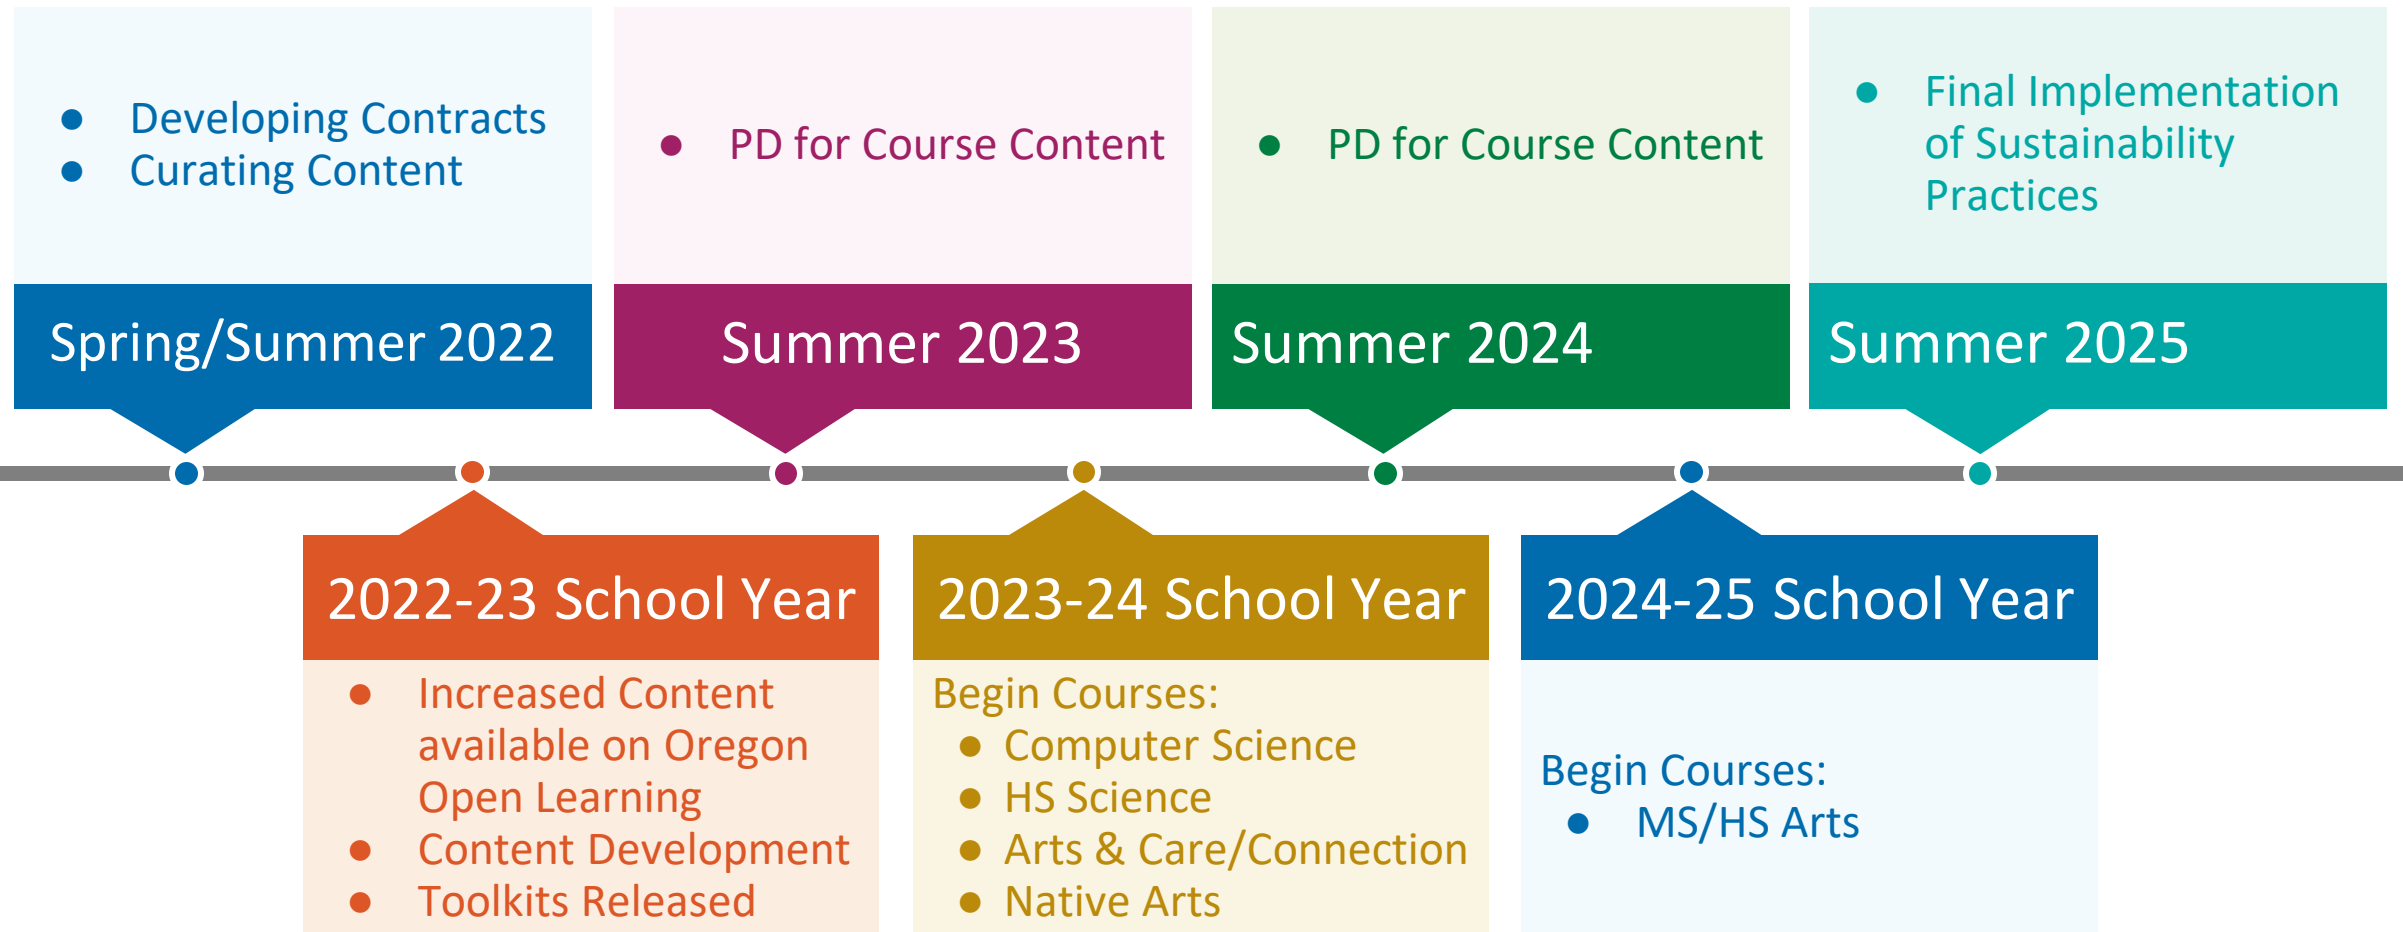 ● Developing Contracts
● Curating Content
Spring/Summer 2022
● PD for Course Content
Summer 2023
● PD for Course Content
Summer 2024
● Final Implementation
of Sustainability
Practices
Summer 2025
2022-23 School Year
● Increased Content
available on Oregon
Open Learning
● Content Development
● Toolkits Released
2023-24 School Year
Begin Courses:
● Computer Science
● HS Science
● Arts & Care/Connection
● Native Arts
2024-25 School Year
Begin Courses:
● MS/HS Arts